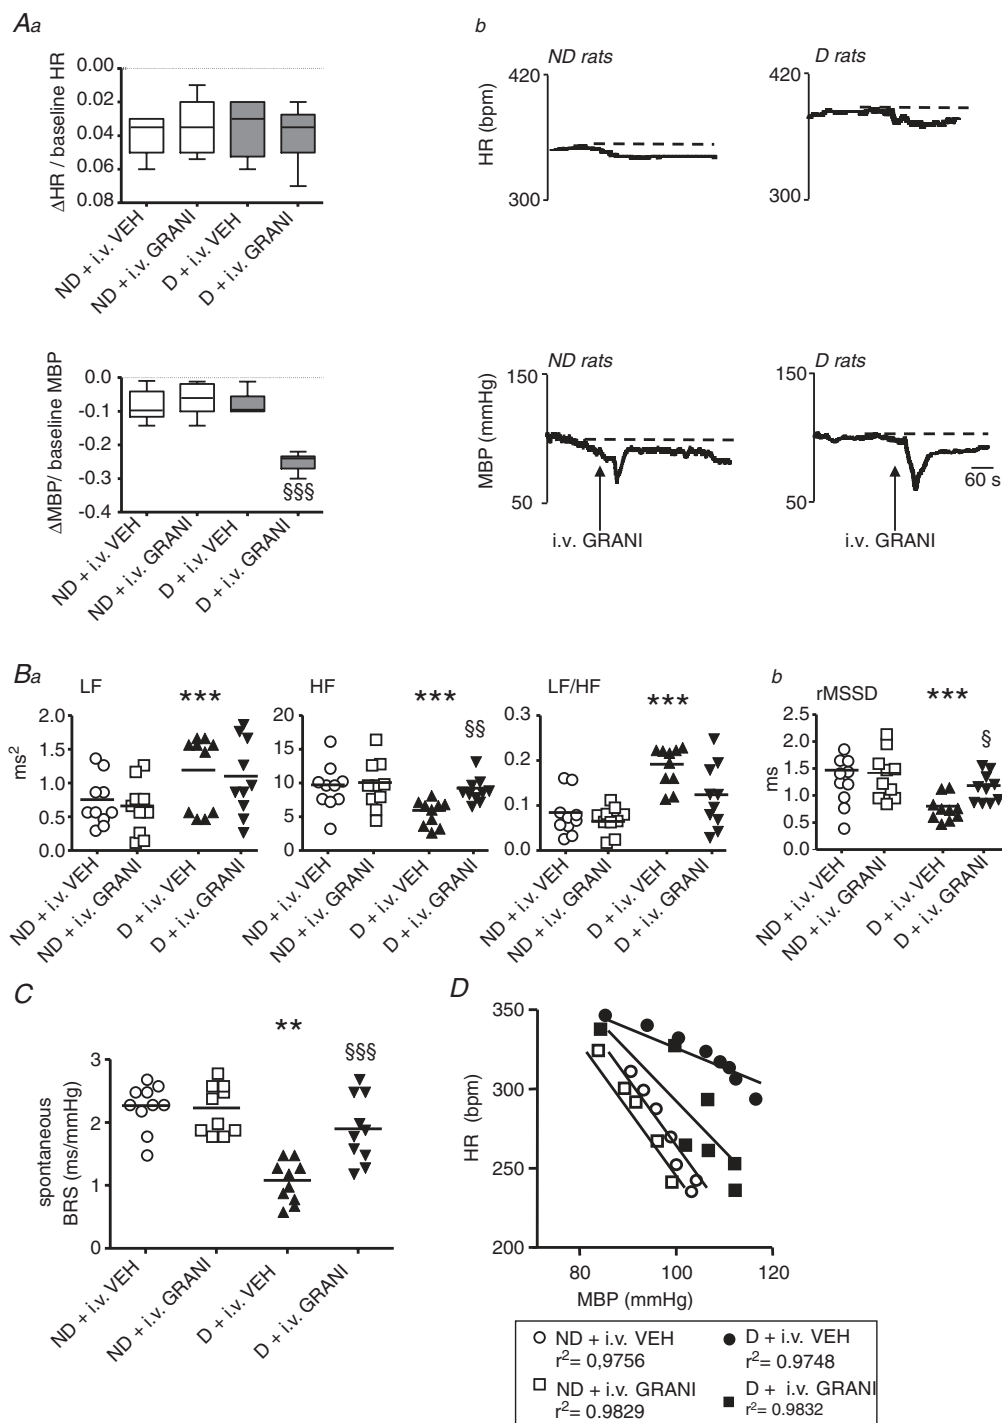 Aa
ΔHR / baseline HR
0.00
0.02
0.04
0.06
0.08
ND + i.v. VEH
ND + i.v. GRANI
D + i.v. VEH
D + i.v. GRANI
b
ND rats
D rats
HR (bpm)
420
300
420
300
ΔMBP/ baseline MBP
0.0
-0.1
-0.2
-0.3
-0.4
§§§
ND + i.v. VEH
ND + i.v. GRANI
D + i.v. VEH
D + i.v. GRANI
ND rats
D rats
MBP (mmHg)
150
50
150
50
60 s
i.v. GRANI
i.v. GRANI
Ba
LF
***
ms²
2.0
1.5
1.0
0.5
0.0
ND + i.v. VEH
ND + i.v. GRANI
D + i.v. VEH
D + i.v. GRANI
HF
***
§§
20
15
10
5
0
ND + i.v. VEH
ND + i.v. GRANI
D + i.v. VEH
D + i.v. GRANI
LF/HF
***
0.3
0.2
0.1
0.0
ND + i.v. VEH
ND + i.v. GRANI
D + i.v. VEH
D + i.v. GRANI
b
rMSSD
***
§
ms
2.5
2.0
1.5
1.0
0.5
0.0
ND + i.v. VEH
ND + i.v. GRANI
D + i.v. VEH
D + i.v. GRANI
C
**
§§§
spontaneous
BRS (ms/mmHg)
3
2
1
0
ND + i.v. VEH
ND + i.v. GRANI
D + i.v. VEH
D + i.v. GRANI
D
HR (bpm)
350
300
250
200
80 100 120
MBP (mmHg)
ND + i.v. VEH
r²= 0,9756
D + i.v. VEH
r²= 0.9748
ND + i.v. GRANI
r²= 0.9829
D + i.v. GRANI
r²= 0.9832